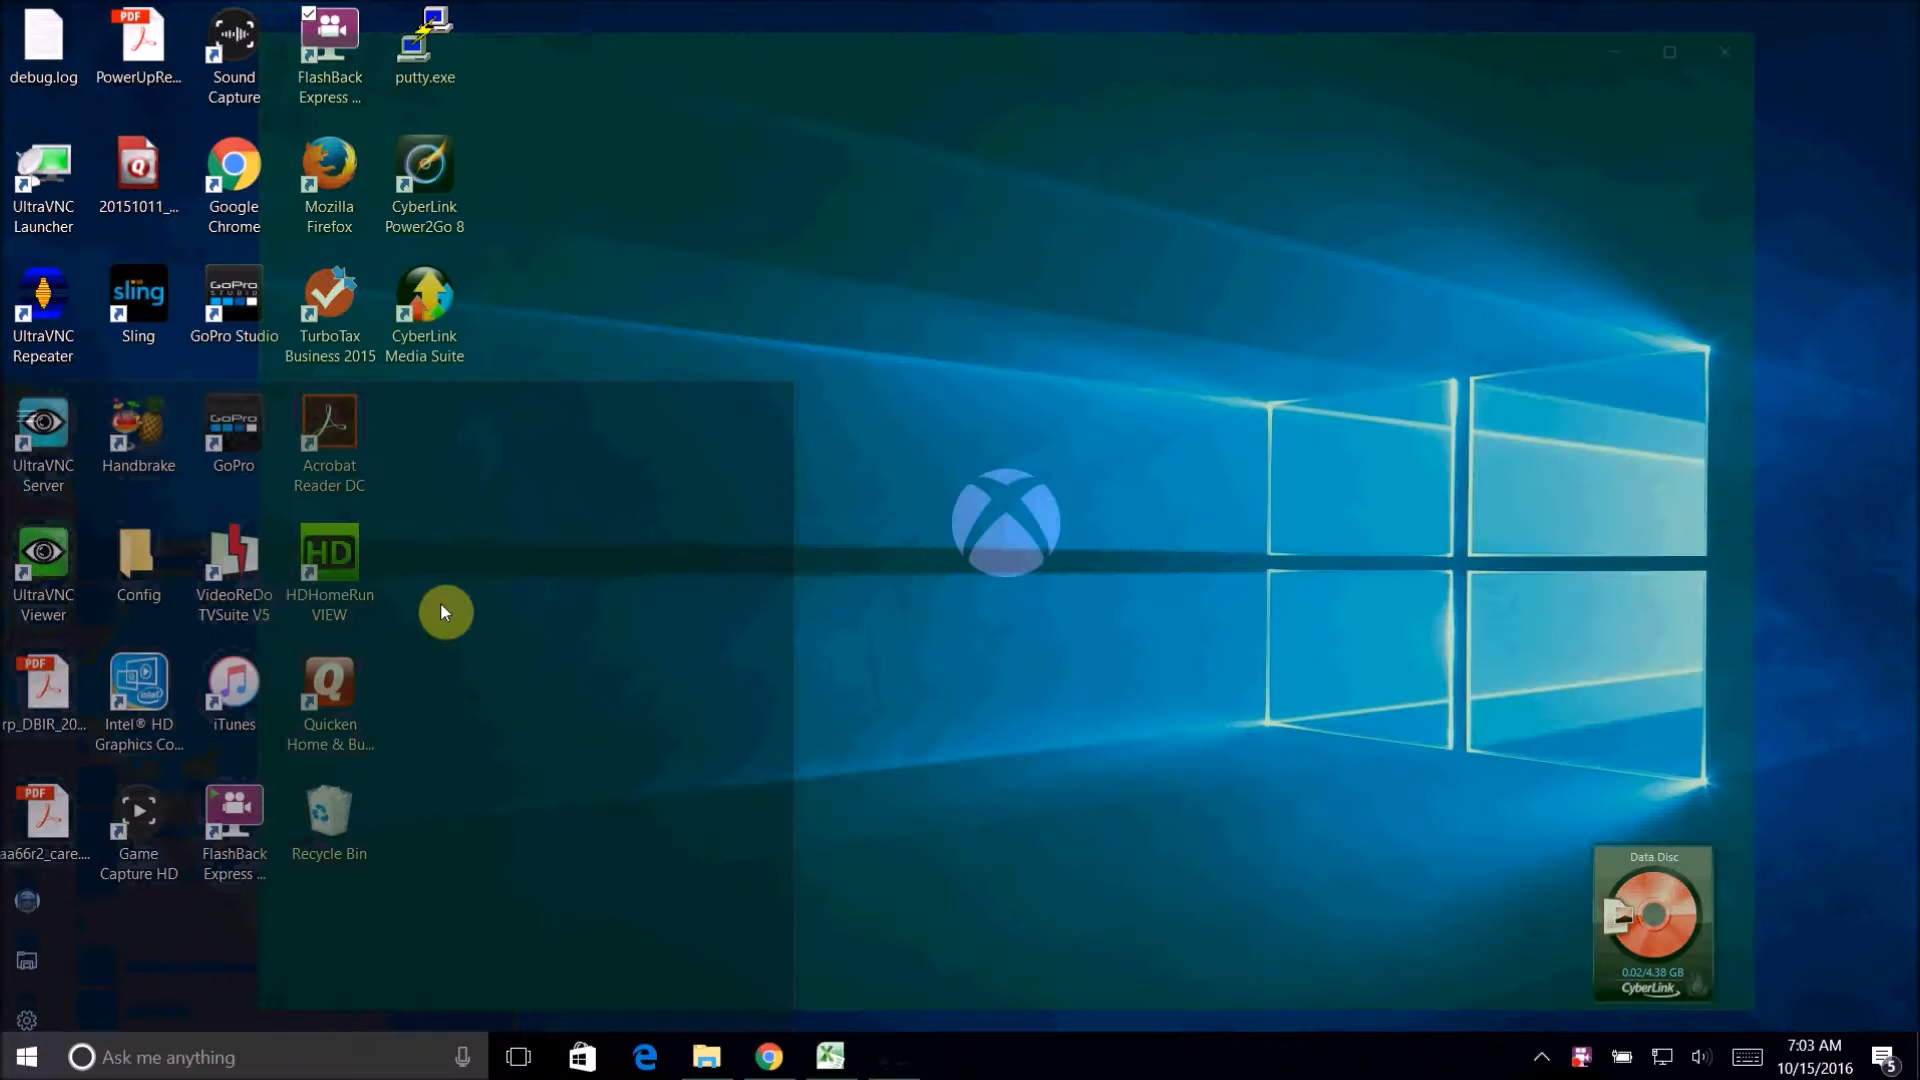 debug.log
PDF
PowerUpRe...
Sound
Capture
FlashBack
Express ...
putty.exe
UltraVNC
Launcher
20151011_...
Google
Chrome
Mozilla
Firefox
CyberLink
Power2Go 8
UltraVNC
Repeater
sling
Sling
GoPro
STUDIO
GoPro Studio
TurboTax
Business 2015
CyberLink
Media Suite
UltraVNC
Server
Handbrake
GoPro
GoPro
Acrobat
Reader DC
UltraVNC
Viewer
Config
VideoReDo
TVSuite V5
HD
HDHomeRun
VIEW
PDF
rp_DBIR_20...
intel
Intel® HD
Graphics Co...
iTunes
Q
Quicken
Home & Bu...
PDF
aa66r2_care....
Game
Capture HD
FlashBack
Express ...
Recycle Bin
Data Disc
0.02/4.38 GB
CyberLink
Ask me anything
7:03 AM
10/15/2016
5